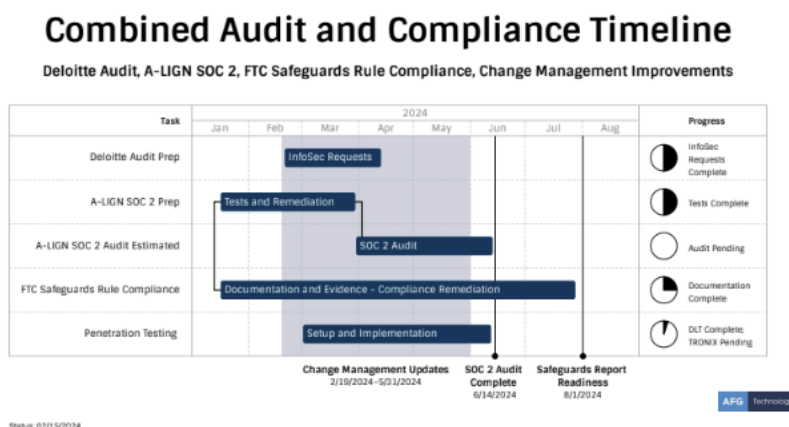 Combined Audit and Compliance Timeline
Deloitte Audit, A-LIGN SOC 2, FTC Safeguards Rule Compliance, Change Management Improvements
Task
2024
Jan Feb Mar Apr May Jun Jul Aug
Progress
Deloitte Audit Prep
InfoSec Requests
InfoSec
Requests
Complete
A-LIGN SOC 2 Prep
Tests and Remediation
Tests Complete
A-LIGN SOC 2 Audit Estimated
SOC 2 Audit
Audit Pending
FTC Safeguards Rule Compliance
Documentation and Evidence - Compliance Remediation
Documentation
Complete
Penetration Testing
Setup and Implementation
DLT Complete;
TRONIX Pending
Change Management Updates
2/19/2024-5/31/2024
SOC 2 Audit
Complete
6/14/2024
Safeguards Report
Readiness
8/1/2024
AFG Technolog
Status: 02/15/2024